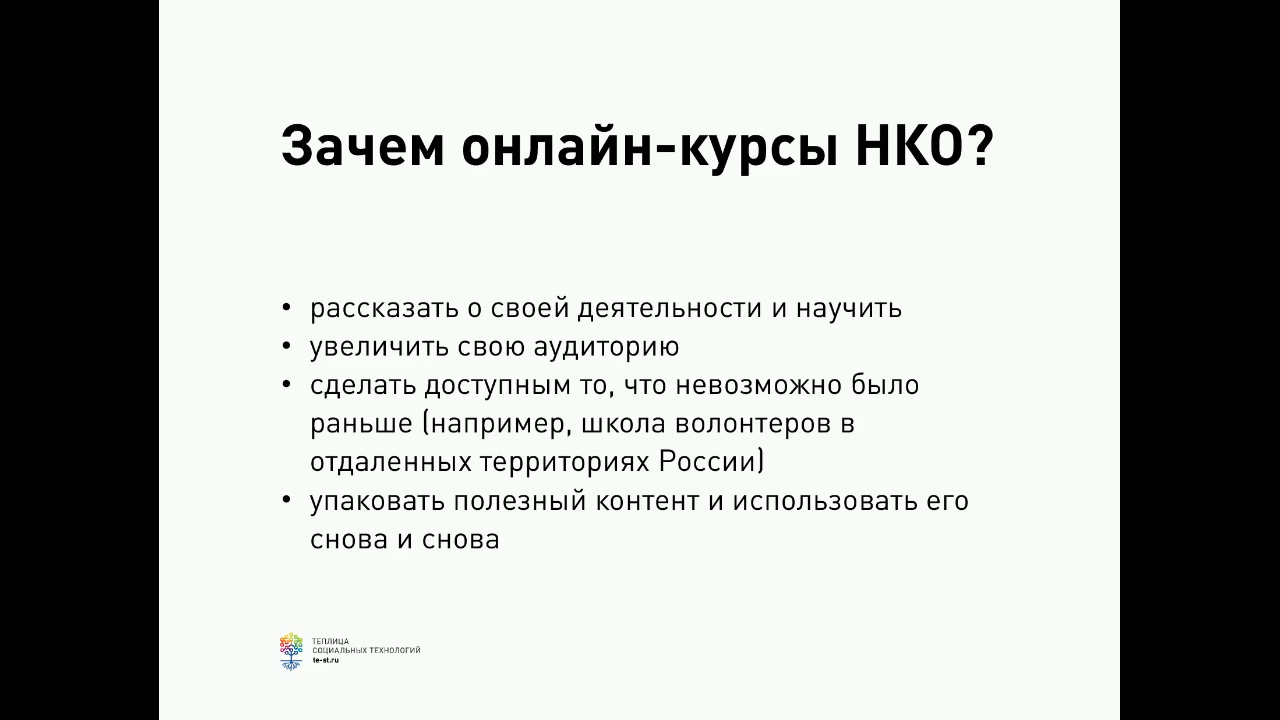 Зачем онлайн-курсы НКО?
• рассказать о своей деятельности и научить
• увеличить свою аудиторию
• сделать доступным то, что невозможно было
раньше (например, школа волонтеров в
отдаленных территориях России)
• упаковать полезный контент и использовать его
снова и снова
ТЕПЛИЦА
СОЦИАЛЬНЫХ ТЕХНОЛОГИЙ
te-st.ru